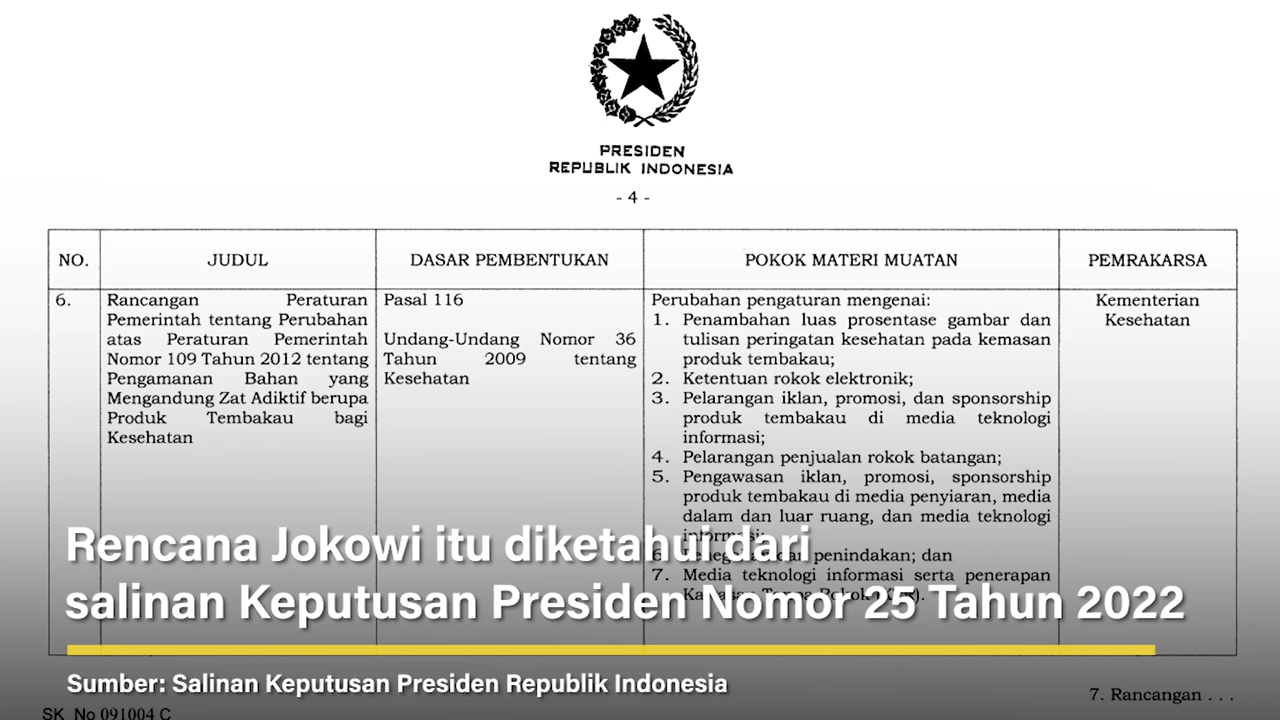 PRESIDEN
REPUBLIK INDONESIA
- 4 -
NO.
JUDUL
DASAR PEMBENTUKAN
POKOK MATERI MUATAN
PEMRAKARSA
6.
Rancangan Peraturan
Pemerintah tentang Perubahan
atas Peraturan Pemerintah
Nomor 109 Tahun 2012 tentang
Pengamanan Bahan yang
Mengandung Zat Adiktif berupa
Produk Tembakau bagi
Kesehatan
Pasal 116
Undang-Undang Nomor 36
Tahun 2009 tentang
Kesehatan
Perubahan pengaturan mengenai:
1. Penambahan luas prosentase gambar dan
tulisan peringatan kesehatan pada kemasan
produk tembakau;
2. Ketentuan rokok elektronik;
3. Pelarangan iklan, promosi, dan sponsorship
produk tembakau di media teknologi
informasi;
4. Pelarangan penjualan rokok batangan;
5. Pengawasan iklan, promosi, sponsorship
produk tembakau di media penyiaran, media
dalam dan luar ruang, dan media teknologi
informasi;
6. penindakan; dan
7. Media teknologi informasi serta penerapan
Kementerian
Kesehatan
Rencana Jokowi itu diketahui dari
salinan Keputusan Presiden Nomor 25 Tahun 2022
Sumber: Salinan Keputusan Presiden Republik Indonesia
7. Rancangan . . .
SK No 091004 C